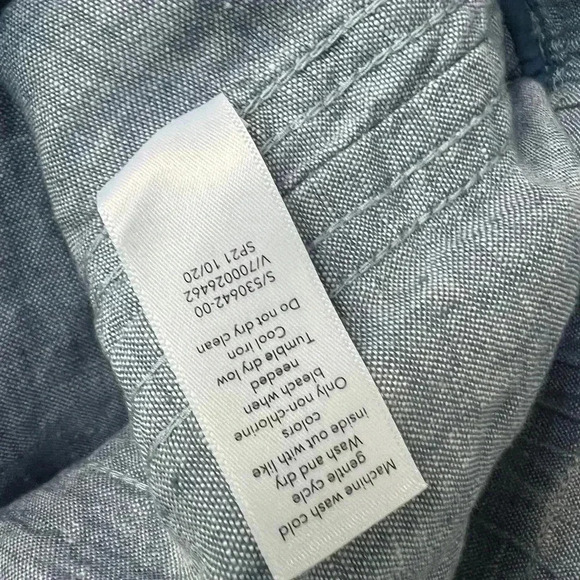 Machine wash cold
gentle cycle
Wash and dry
inside out with like
colors
Only non-chlorine
bleach when
needed
Tumble dry low
Cool iron
Do not dry clean
S/530642-00
V/700026462
SP21 10/20